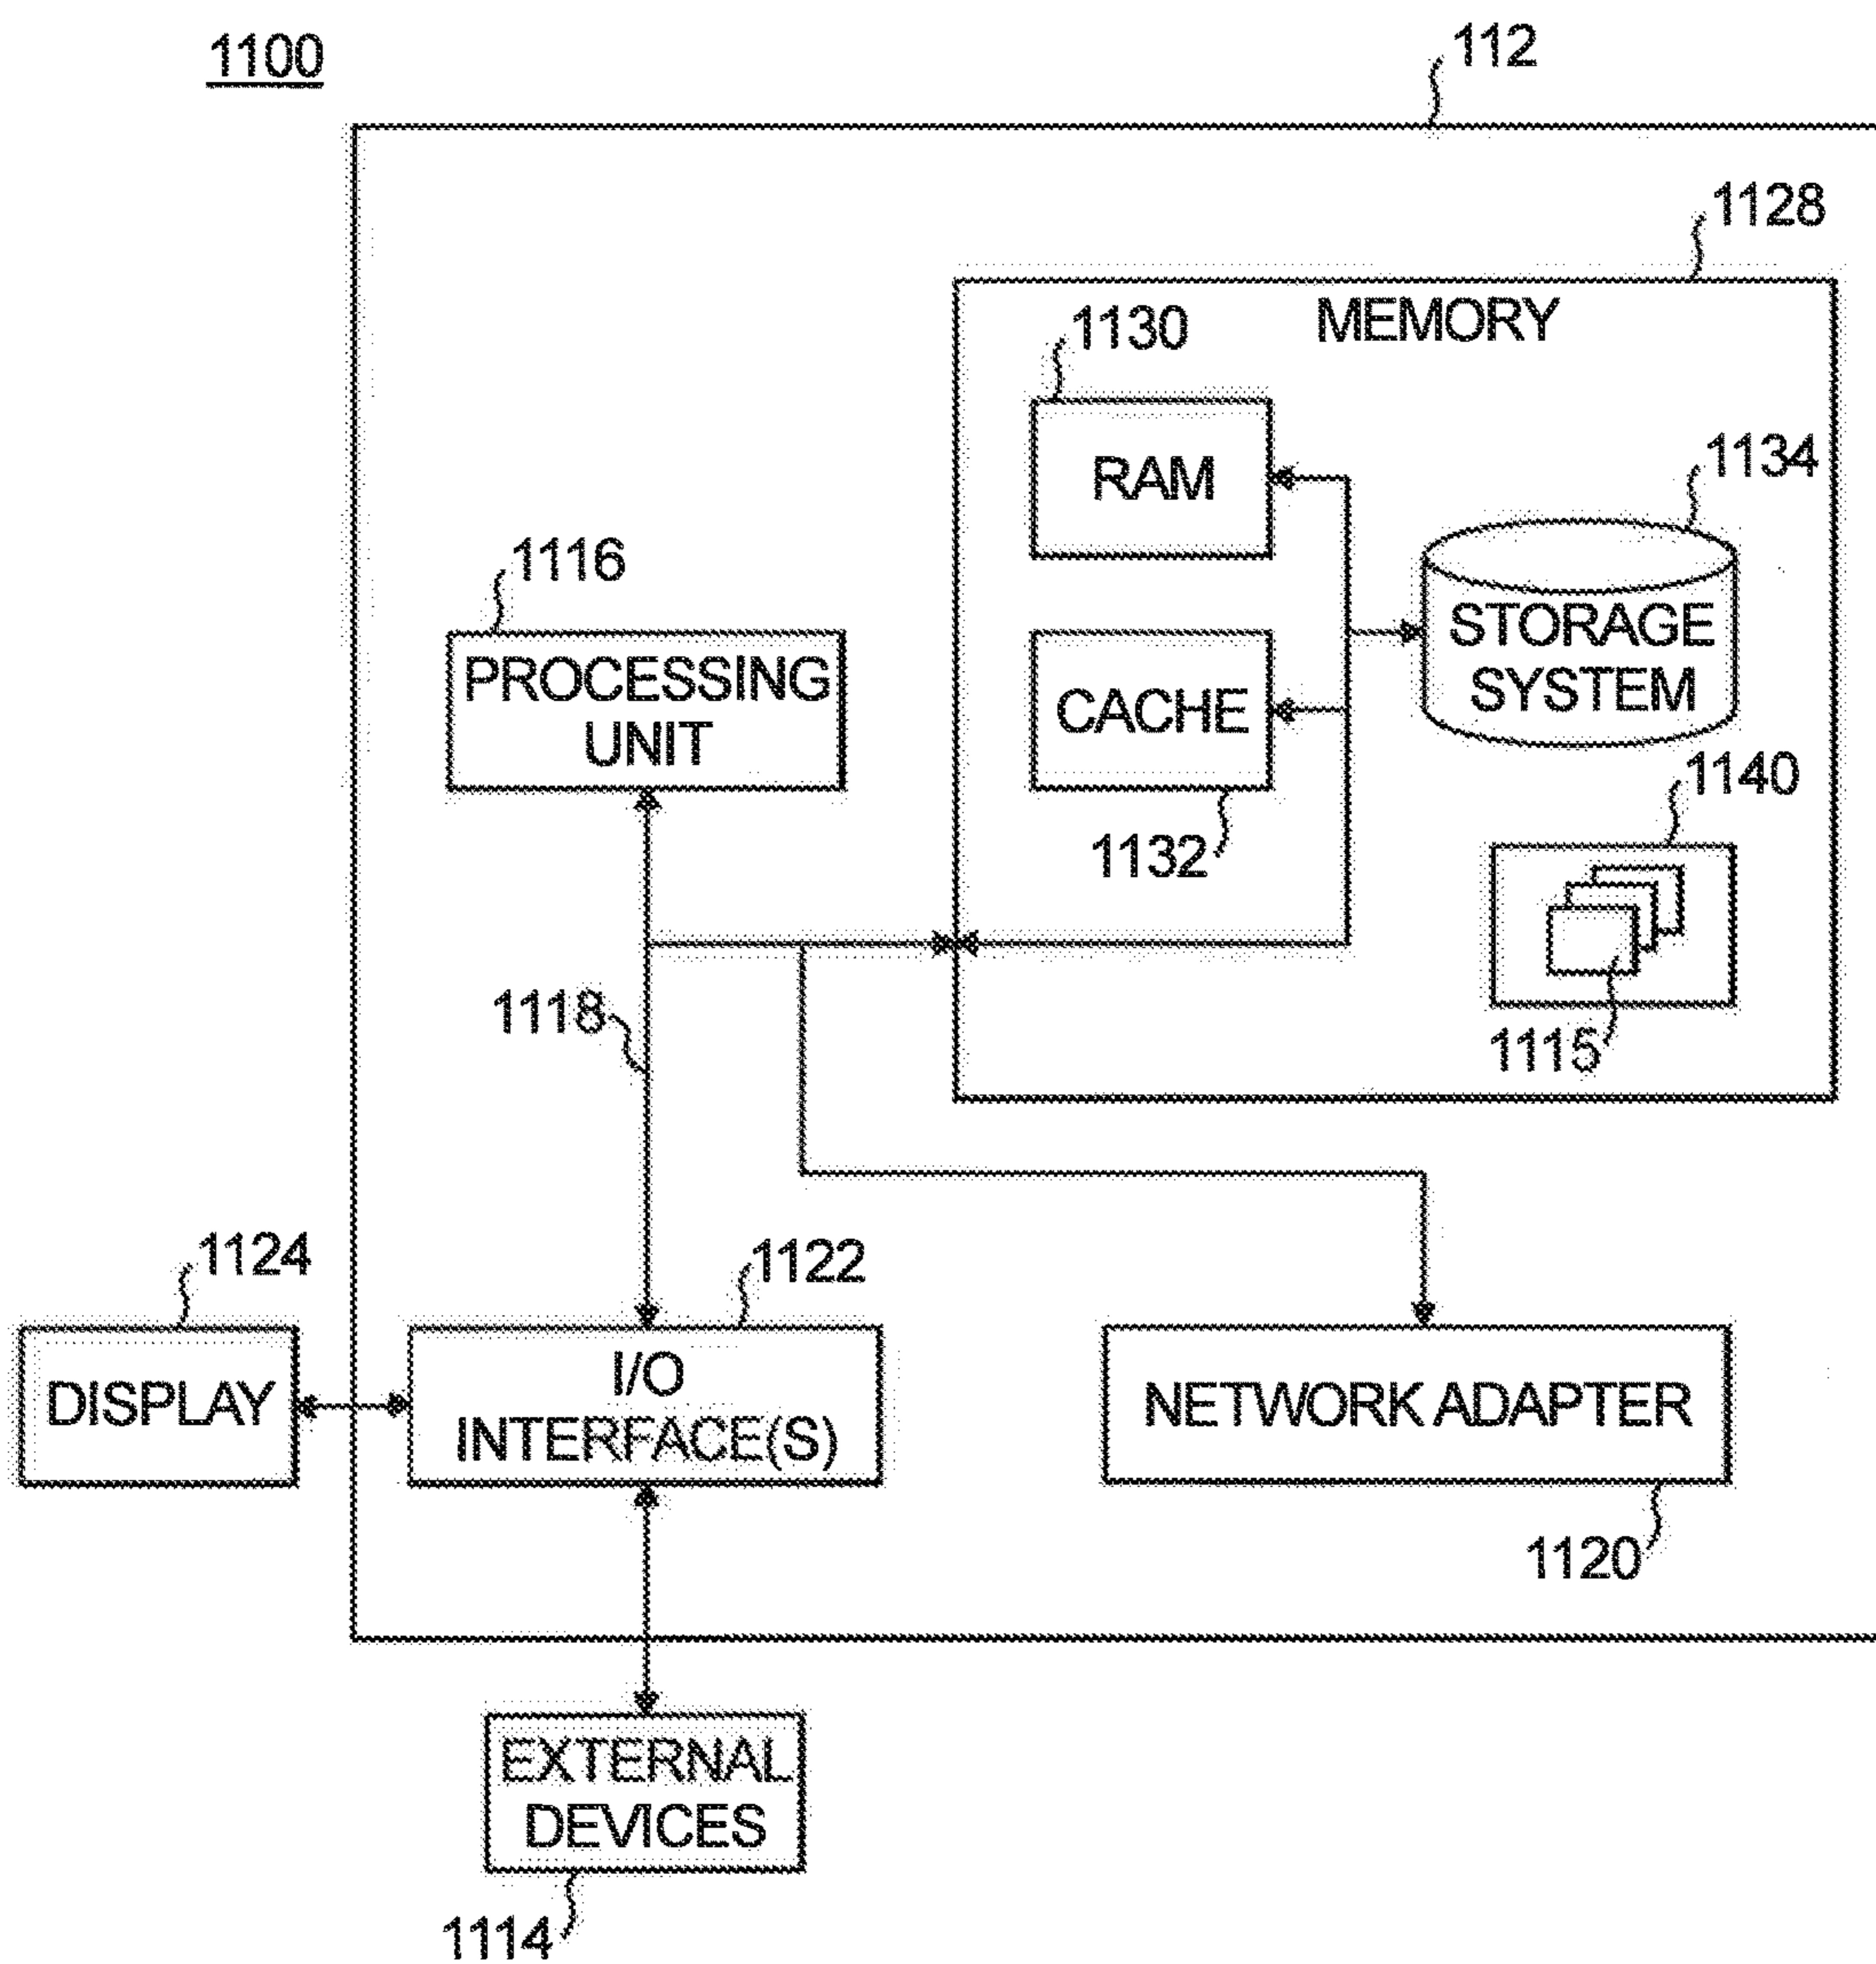 1100
112
1128
MEMORY
1130
RAM
1134
STORAGE
SYSTEM
1116
PROCESSING
UNIT
CACHE
1132
1140
1115
1118
1124
DISPLAY
1122
I/O
INTERFACE(S)
NETWORK ADAPTER
1120
EXTERNAL
DEVICES
1114